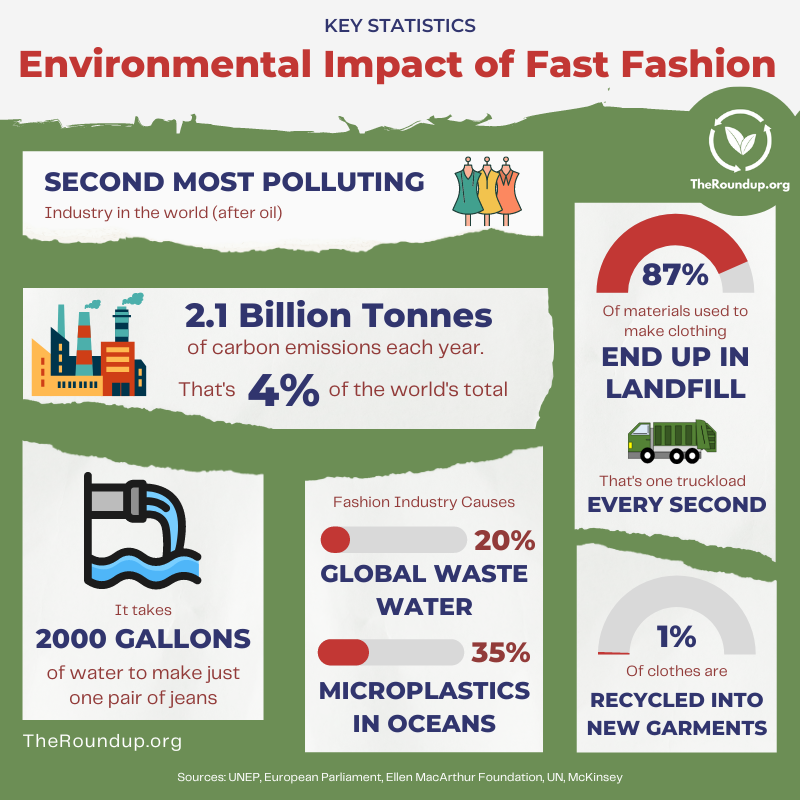 KEY STATISTICS
Environmental Impact of Fast Fashion
TheRoundup.org
SECOND MOST POLLUTING
Industry in the world (after oil)
2.1 Billion Tonnes
of carbon emissions each year.
That's 4% of the world's total
87%
Of materials used to
make clothing
END UP IN
LANDFILL
That's one truckload
EVERY SECOND
It takes
2000 GALLONS
of water to make just
one pair of jeans
Fashion Industry Causes
20%
GLOBAL WASTE
WATER
35%
MICROPLASTICS
IN OCEANS
1%
Of clothes are
RECYCLED INTO
NEW GARMENTS
TheRoundup.org
Sources: UNEP, European Parliament, Ellen MacArthur Foundation, UN, McKinsey